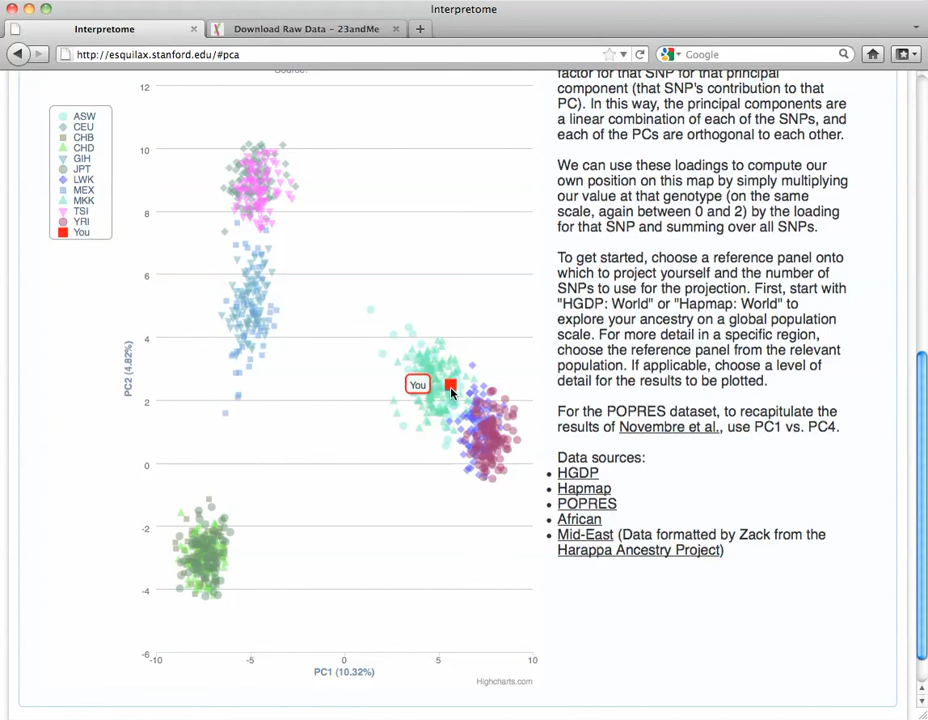 Interpretome
Interpretome
Download Raw Data – 23andMe
http://esquilax.stanford.edu/#pca
Google
12
10
8
6
4
2
0
-2
-4
-6
-10
-5
0
5
10
PC2 (4.82%)
PC1 (10.32%)
Highcharts.com
ASW
CEU
CHB
CHD
GIH
JPT
LWK
MEX
MKK
TSI
YRI
You
You
factor for that SNP for that principal
component (that SNP's contribution to that
PC). In this way, the principal components are
a linear combination of each of the SNPs, and
each of the PCs are orthogonal to each other.
We can use these loadings to compute our
own position on this map by simply multiplying
our value at that genotype (on the same
scale, again between 0 and 2) by the loading
for that SNP and summing over all SNPs.
To get started, choose a reference panel onto
which to project yourself and the number of
SNPs to use for the projection. First, start with
"HGDP: World" or "Hapmap: World" to
explore your ancestry on a global population
scale. For more detail in a specific region,
choose the reference panel from the relevant
population. If applicable, choose a level of
detail for the results to be plotted.
For the POPRES dataset, to recapitulate the
results of Novembre et al., use PC1 vs. PC4.
Data sources:
• HGDP
• Hapmap
• POPRES
• African
• Mid-East (Data formatted by Zack from the
Harappa Ancestry Project)